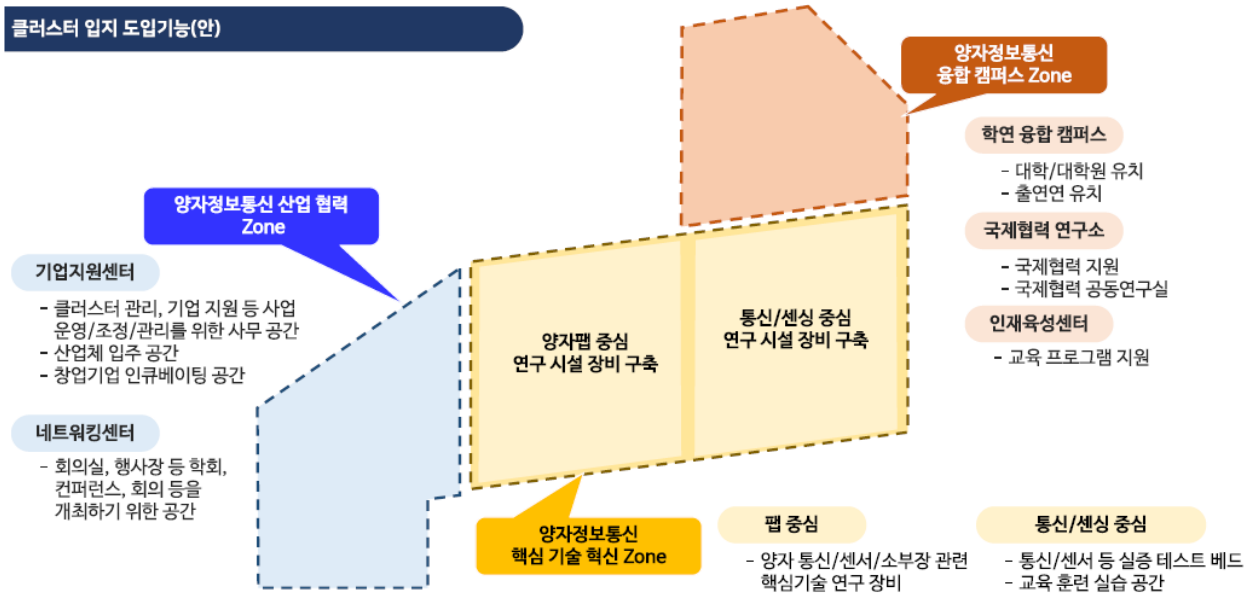 클러스터 입지 도입기능(안)
양자정보통신
융합 캠퍼스 Zone
학연 융합 캠퍼스
- 대학/대학원 유치
- 출연연 유치
국제협력 연구소
- 국제협력 지원
- 국제협력 공동연구실
인재육성센터
- 교육 프로그램 지원
양자정보통신 산업 협력
Zone
기업지원센터
- 클러스터 관리, 기업 지원 등 사업
운영/조정/관리를 위한 사무 공간
- 산업체 입주 공간
- 창업기업 인큐베이팅 공간
네트워킹센터
- 회의실, 행사장 등 학회,
컨퍼런스, 회의 등을
개최하기 위한 공간
양자팹 중심
연구 시설 장비 구축
통신/센싱 중심
연구 시설 장비 구축
양자정보통신
핵심 기술 혁신 Zone
팹 중심
- 양자 통신/센서/소부장 관련
핵심기술 연구 장비
통신/센싱 중심
- 통신/센서 등 실증 테스트 베드
- 교육 훈련 실습 공간